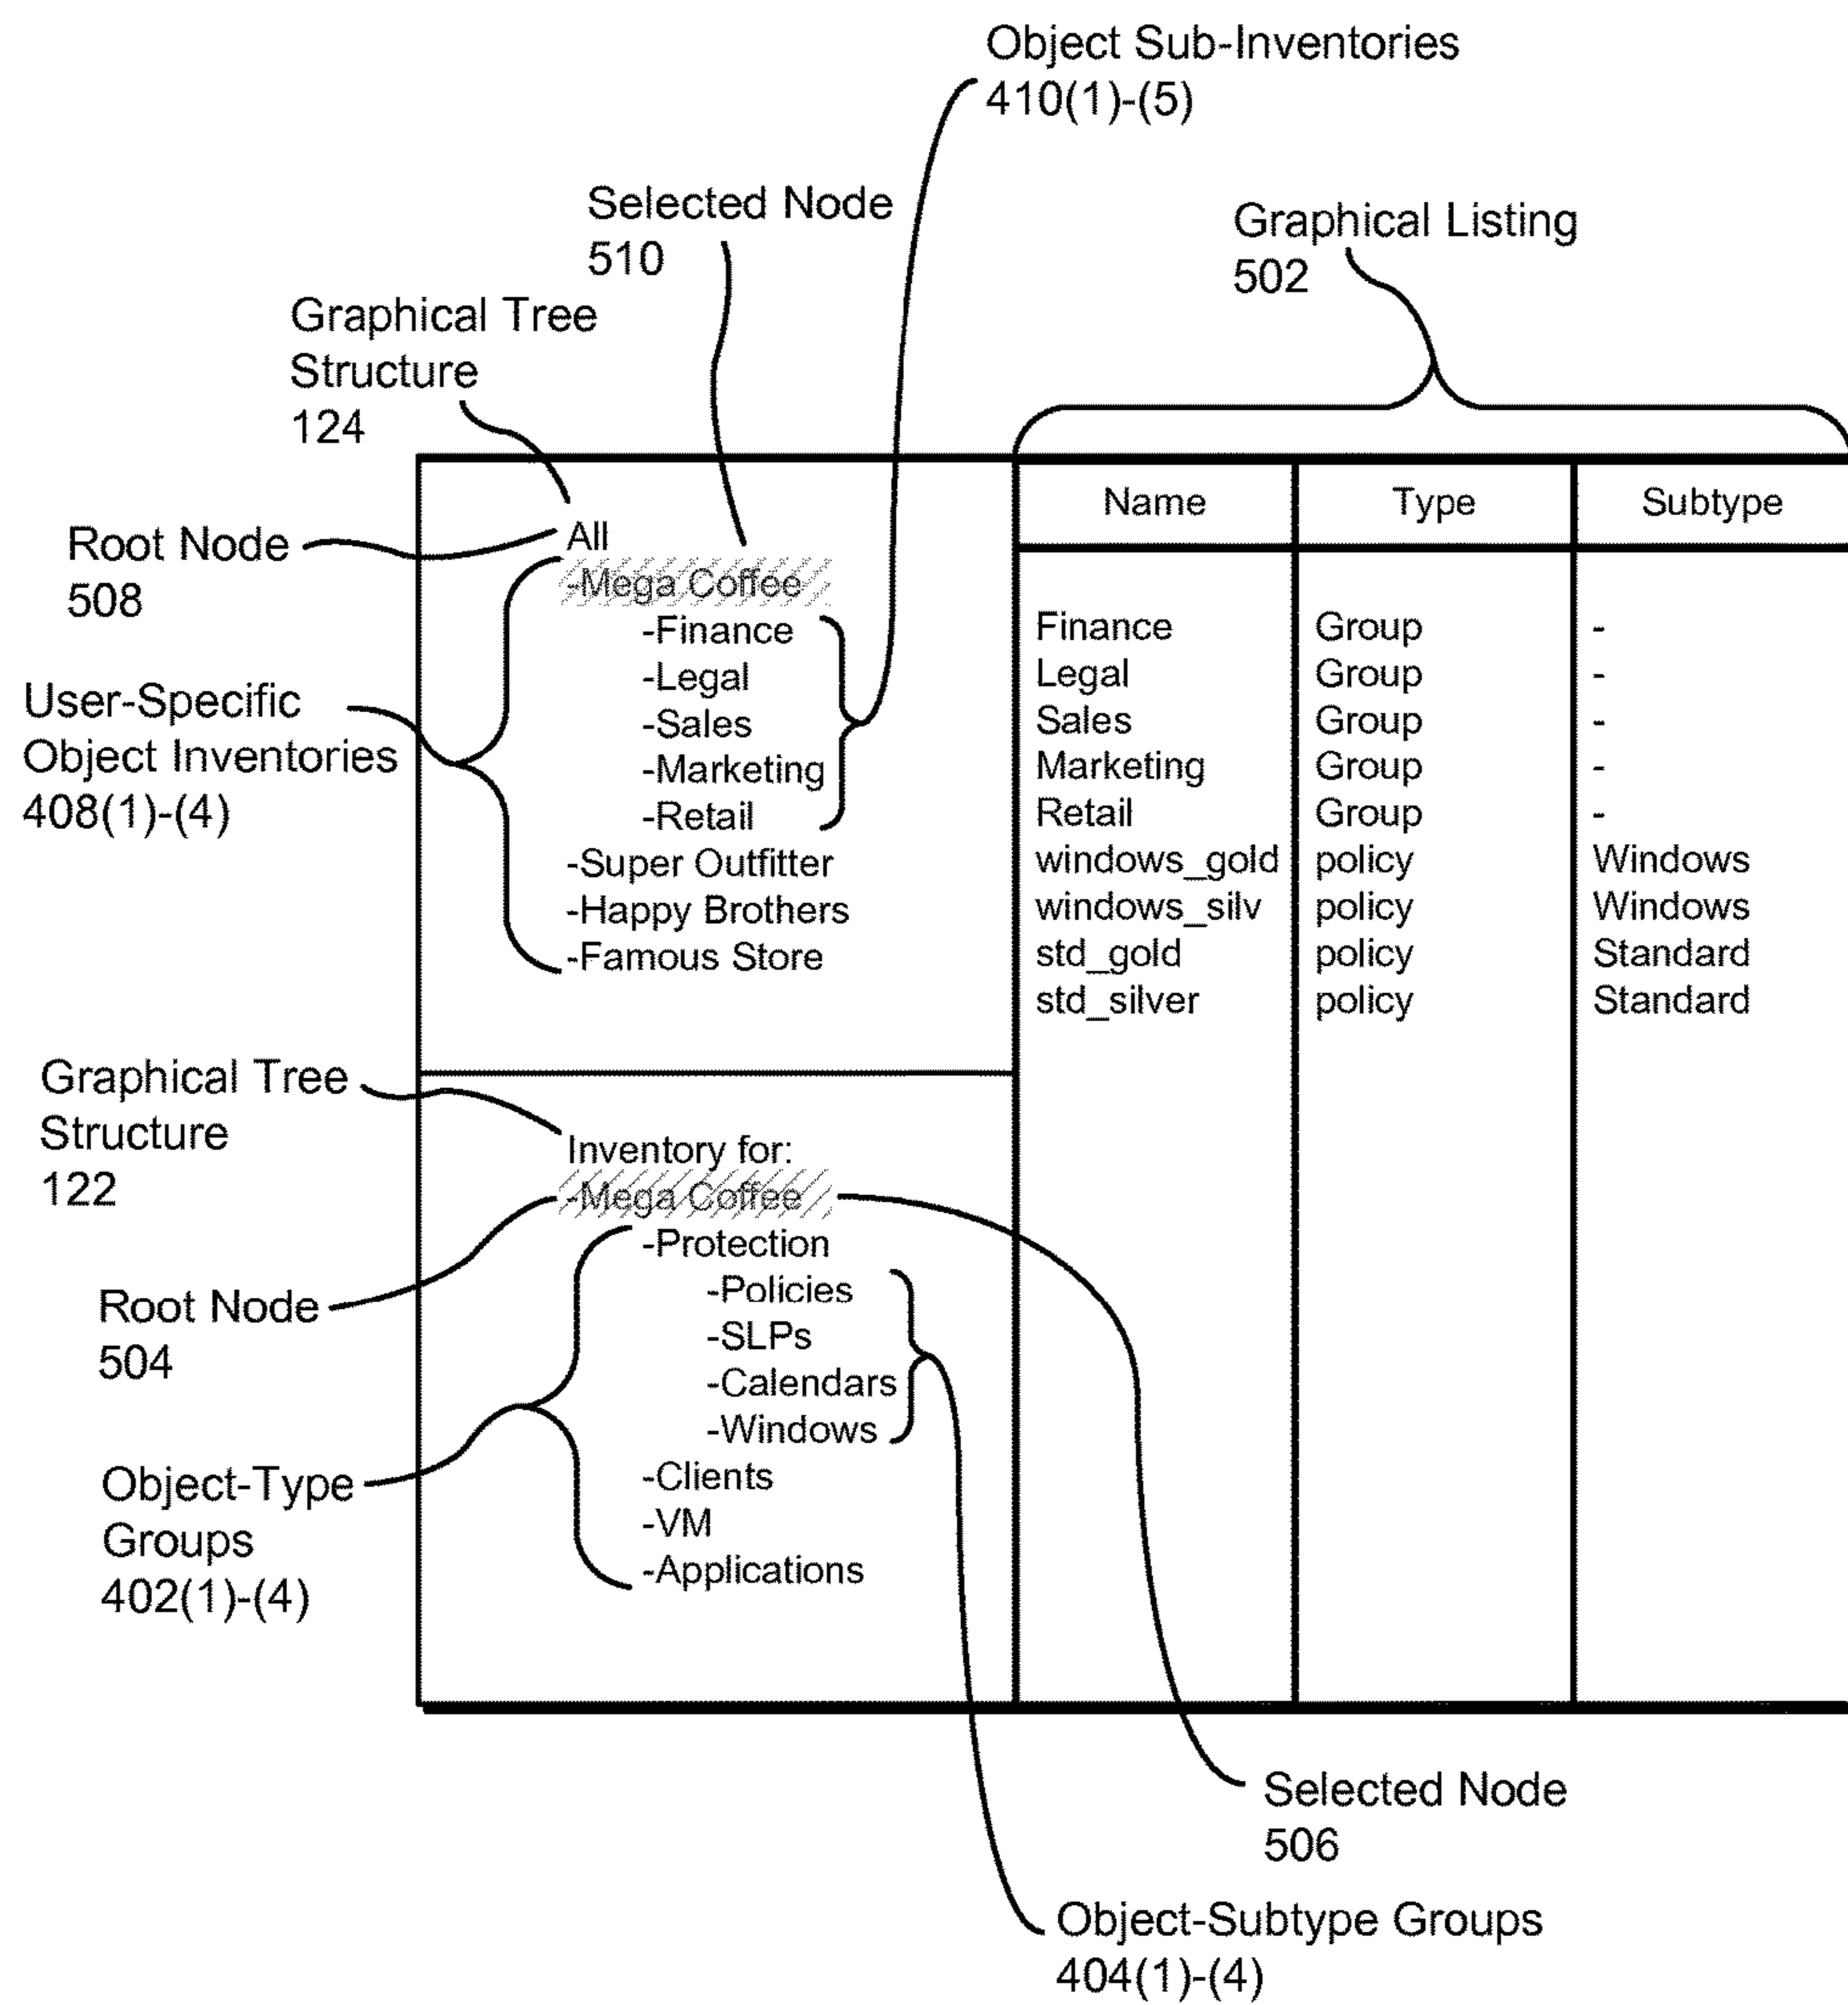 Object Sub-Inventories
410(1)-(5)
Selected Node
510
Graphical Listing
502
Graphical Tree
Structure
124
Name Type Subtype
Root Node
508
All
-Mega Coffee
-Finance
-Legal
-Sales
-Marketing
-Retail
-Super Outfitter
-Happy Brothers
-Famous Store
User-Specific
Object Inventories
408(1)-(4)
Finance Group -
Legal Group -
Sales Group -
Marketing Group -
Retail Group -
windows_gold policy Windows
windows_silv policy Windows
std_gold policy Standard
std_silver policy Standard
Graphical Tree
Structure
122
Inventory for:
-Mega Coffee
-Protection
-Policies
-SLPs
-Calendars
-Windows
-Clients
-VM
-Applications
Root Node
504
Object-Type
Groups
402(1)-(4)
Selected Node
506
Object-Subtype Groups
404(1)-(4)